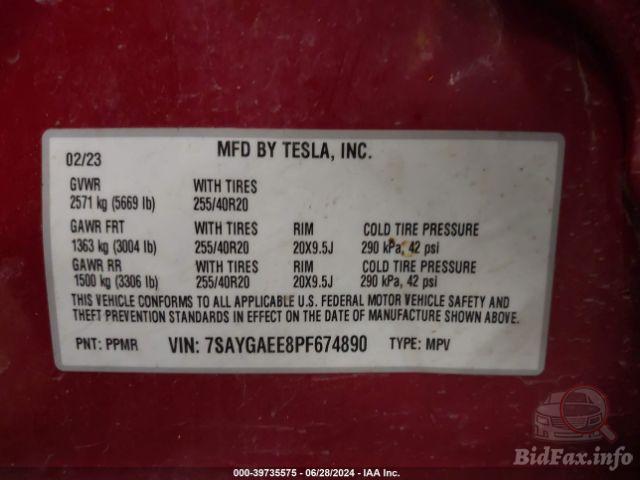 02/23 MFD BY TESLA, INC.
GVWR WITH TIRES
2571 kg (5669 lb) 255/40R20
GAWR FRT WITH TIRES RIM COLD TIRE PRESSURE
1363 kg (3004 lb) 255/40R20 20X9.5J 290 kPa, 42 psi
GAWR RR WITH TIRES RIM COLD TIRE PRESSURE
1500 kg (3306 lb) 255/40R20 20X9.5J 290 kPa, 42 psi
THIS VEHICLE CONFORMS TO ALL APPLICABLE U.S. FEDERAL MOTOR VEHICLE SAFETY AND
THEFT PREVENTION STANDARDS IN EFFECT ON THE DATE OF MANUFACTURE SHOWN ABOVE.
PNT: PPMR VIN: 7SAYGAEE8PF674890 TYPE: MPV
BidFax.info
000-39735575 - 06/28/2024 - IAA Inc.